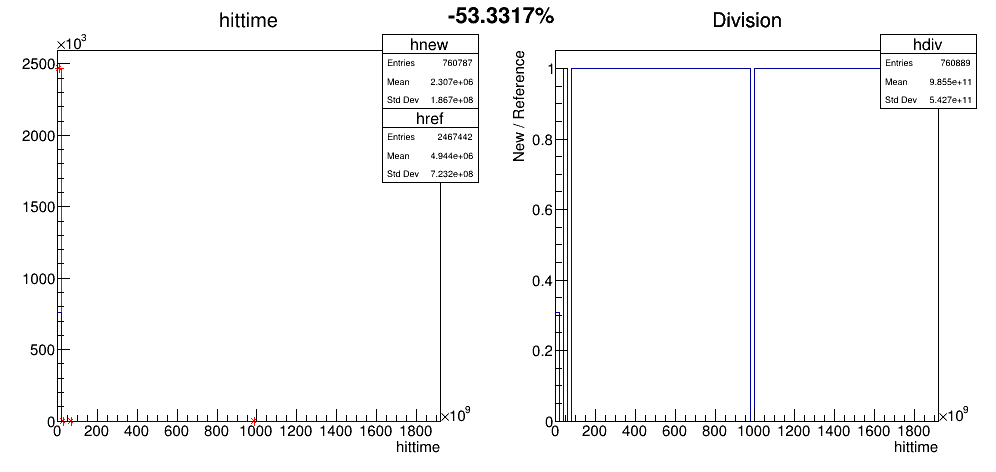 -53.3317%
hittime
×10³
hnew
Entries 760787
Mean 2.307e+06
Std Dev 1.867e+08
href
Entries 2467442
Mean 4.944e+06
Std Dev 7.232e+08
2500
2000
1500
1000
500
0
0 200 400 600 800 1000 1200 1400 1600 1800
×10⁹
hittime
Division
hdiv
Entries 760889
Mean 9.855e+11
Std Dev 5.427e+11
New / Reference
1
0.8
0.6
0.4
0.2
0
0 200 400 600 800 1000 1200 1400 1600 1800
×10⁹
hittime